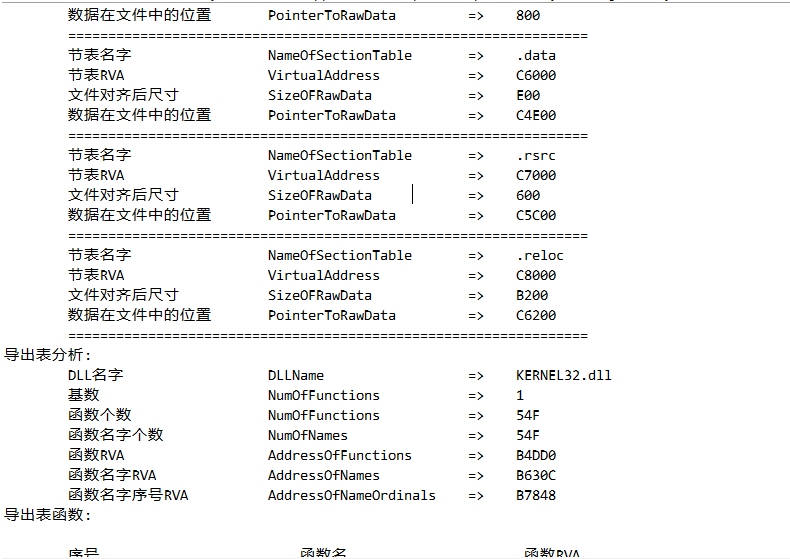 数据在文件中的位置 PointerToRawData => 800
=================================================================
节表名字 NameOfSectionTable => .data
节表RVA VirtualAddress => C6000
文件对齐后尺寸 SizeOFRawData => E00
数据在文件中的位置 PointerToRawData => C4E00
=================================================================
节表名字 NameOfSectionTable => .rsrc
节表RVA VirtualAddress => C7000
文件对齐后尺寸 SizeOFRawData => 600
数据在文件中的位置 PointerToRawData => C5C00
=================================================================
节表名字 NameOfSectionTable => .reloc
节表RVA VirtualAddress => C8000
文件对齐后尺寸 SizeOFRawData => B200
数据在文件中的位置 PointerToRawData => C6200
=================================================================
导出表分析:
DLL名字 DLLName => KERNEL32.dll
基数 NumOfFunctions => 1
函数个数 NumOfFunctions => 54F
函数名字个数 NumOfNames => 54F
函数RVA AddressOfFunctions => B4DD0
函数名字RVA AddressOfNames => B630C
函数名字序号RVA AddressOfNameOrdinals => B7848
导出表函数:
序号 函数名 函数RVA